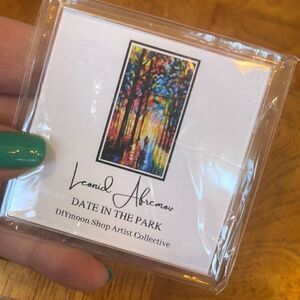 Leonid Afremov
DATE IN THE PARK
DIYmoon Shop Artist Collective